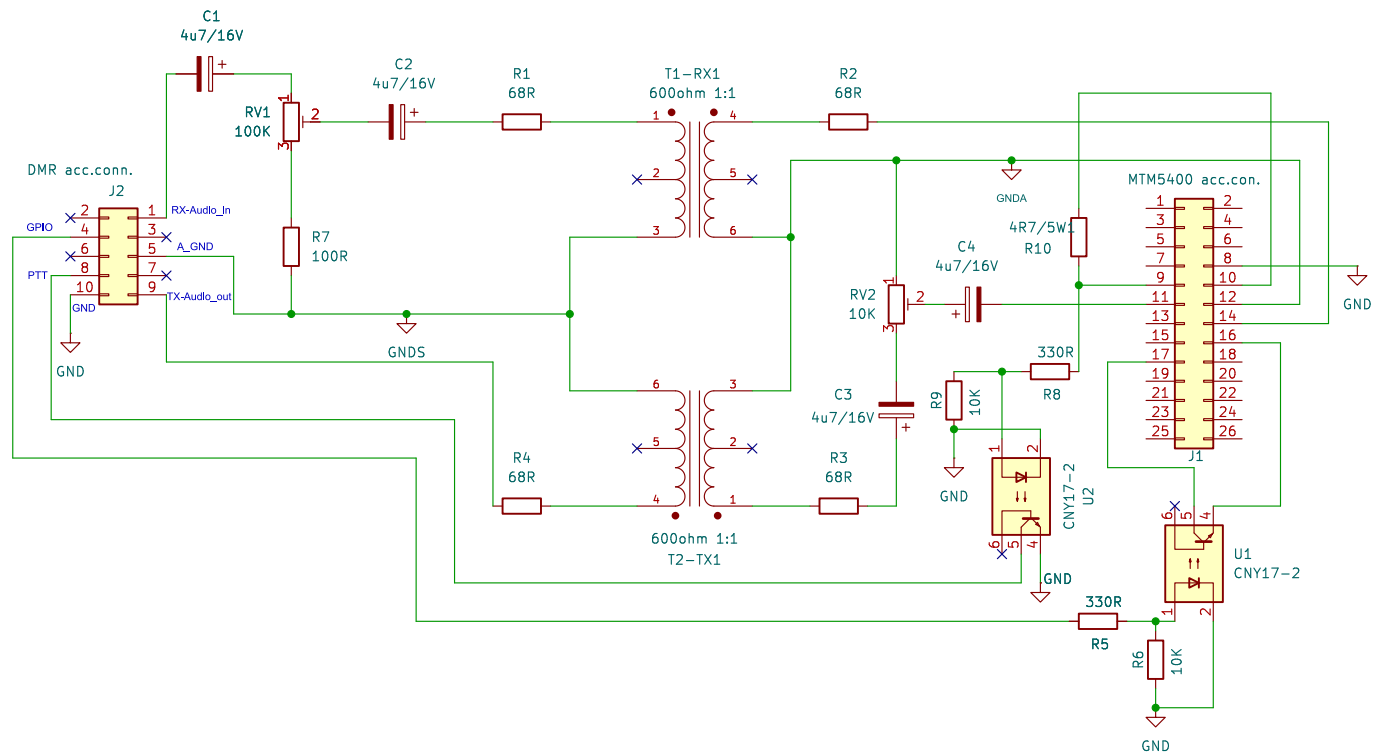 C1
4u7/16V
C2
4u7/16V
R1
68R
T1-RX1
600ohm 1:1
R2
68R
RV1
100K
1
2
3
1
2
3
4
5
6
DMR acc.conn.
J2
RX-Audio_In
GPIO
A_GND
PTT
TX-Audio_out
GND
2
4
6
8
10
1
3
5
7
9
GND
R7
100R
GNDS
GNDA
MTM5400 acc.con.
4R7/5W1
R10
C4
4u7/16V
RV2
10K
1
2
3
1
3
5
7
9
11
13
15
17
19
21
23
25
2
4
6
8
10
12
14
16
18
20
22
24
26
J1
GND
330R
R8
R9
10K
GND
C3
4u7/16V
R4
68R
6
5
4
3
2
1
600ohm 1:1
T2-TX1
R3
68R
1
2
6
5
4
CNY17-2
U2
GND
6
5
4
1
2
U1
CNY17-2
330R
R5
R6
10K
GND